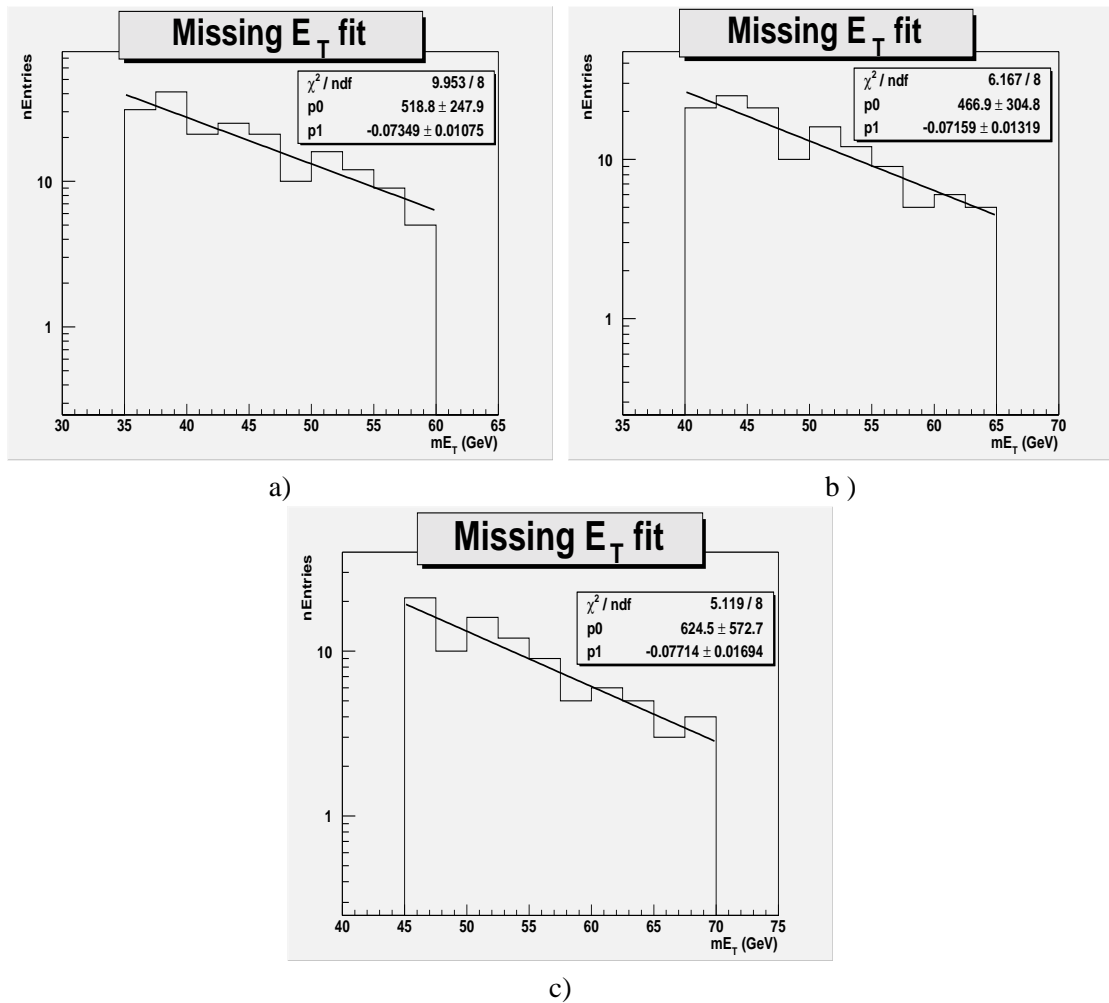 Missing E_T fit
nEntries
χ² / ndf 9.953 / 8
p0 518.8 ± 247.9
p1 -0.07349 ± 0.01075
10
1
30 35 40 45 50 55 60 65
mE_T (GeV)
a)
Missing E_T fit
nEntries
χ² / ndf 6.167 / 8
p0 466.9 ± 304.8
p1 -0.07159 ± 0.01319
10
1
35 40 45 50 55 60 65 70
mE_T (GeV)
b )
Missing E_T fit
nEntries
χ² / ndf 5.119 / 8
p0 624.5 ± 572.7
p1 -0.07714 ± 0.01694
10
1
40 45 50 55 60 65 70 75
mE_T (GeV)
c)